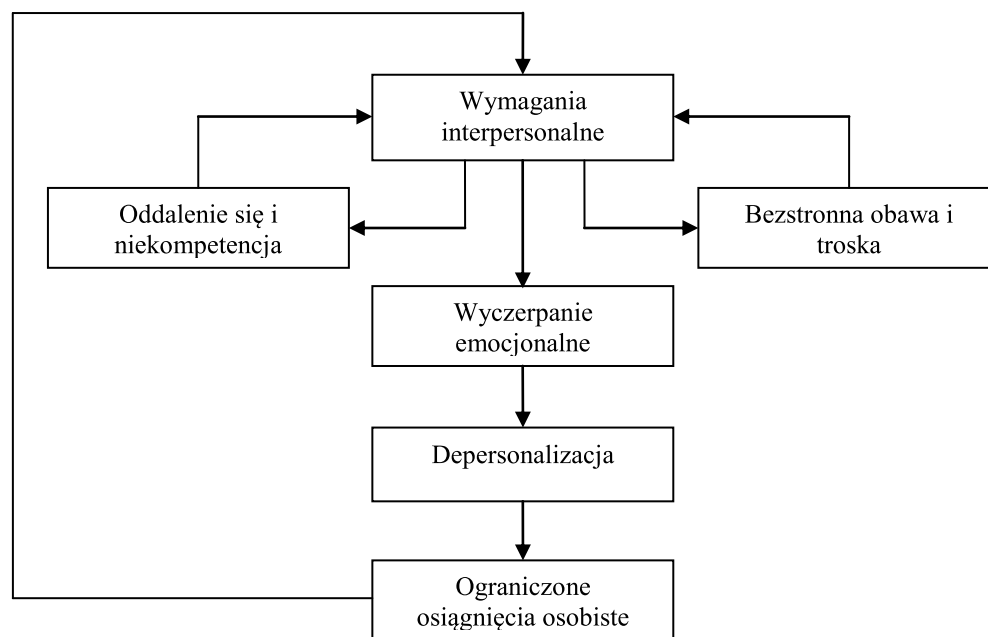 Wymagania
interpersonalne
Oddalenie się i
niekompetencja
Bezstronna obawa i
troska
Wyczerpanie
emocjonalne
Depersonalizacja
Ograniczone
osiągnięcia osobiste